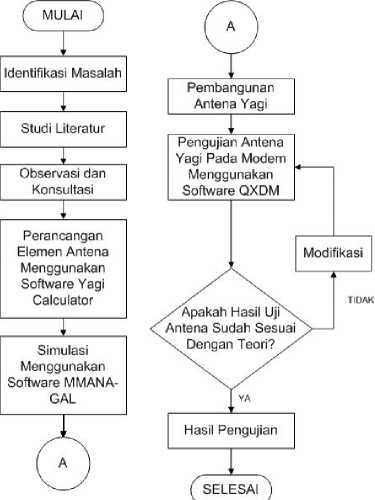 MULAI
Identifikasi Masalah
Studi Literatur
Observasi dan
Konsultasi
Perancangan
Elemen Antena
Menggunakan
Software Yagi
Calculator
Simulasi
Menggunakan
Software MMANA-
GAL
A
A
Pembangunan
Antena Yagi
Pengujian Antena
Yagi Pada Modem
Menggunakan
Software QXDM
Modifikasi
TIDAK
Apakah Hasil Uji
Antena Sudah Sesuai
Dengan Teori?
YA
Hasil Pengujian
SELESAI